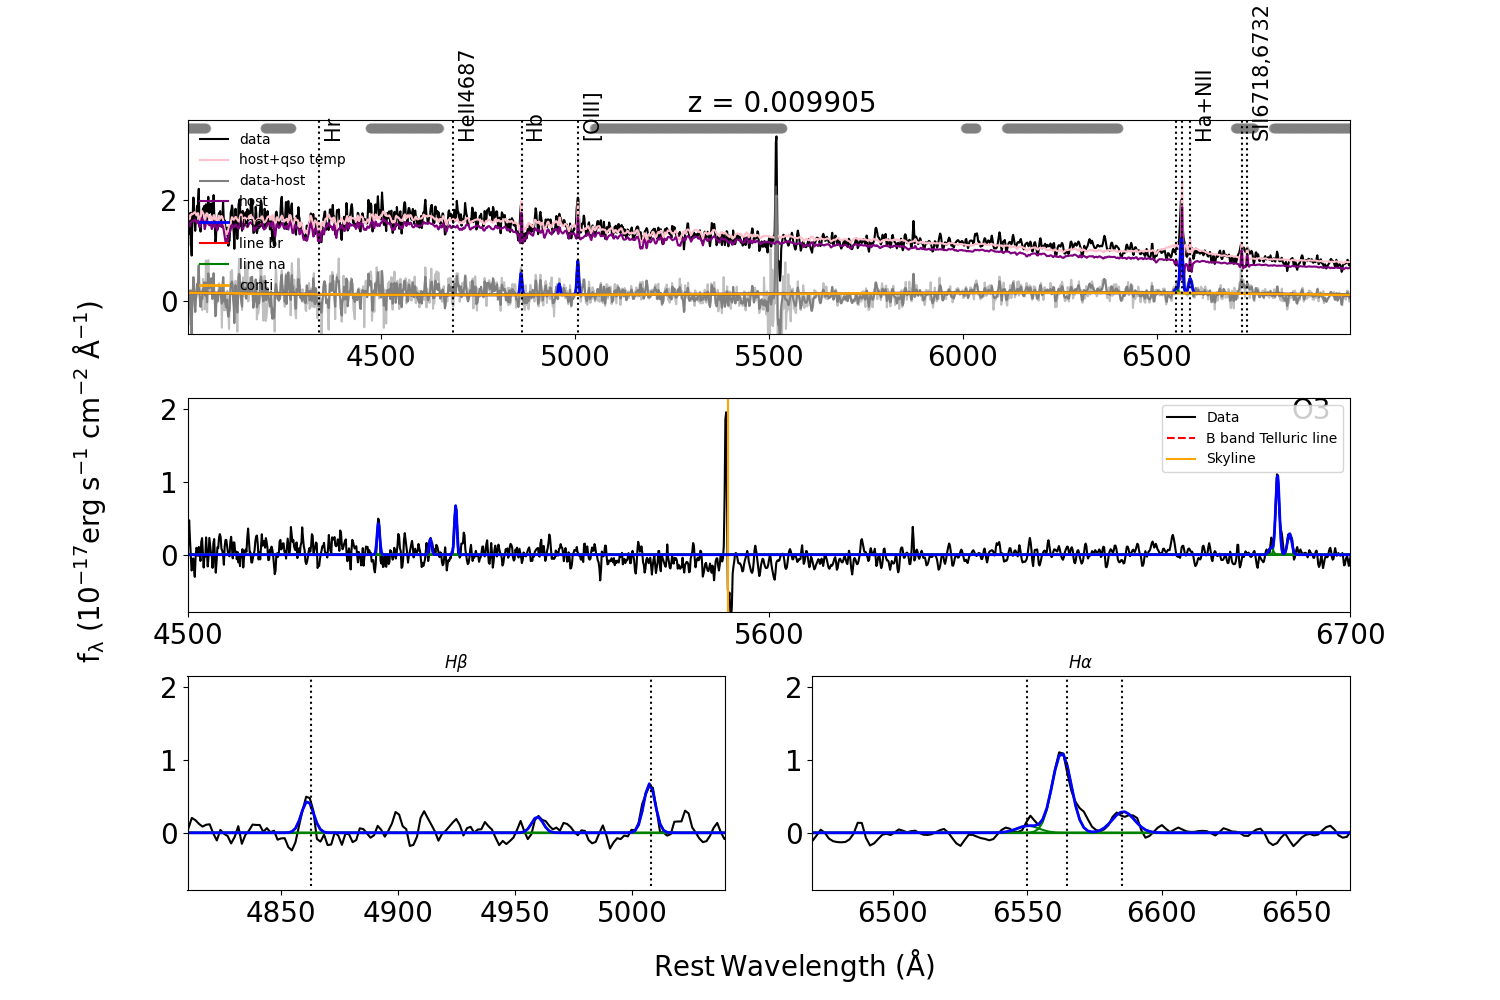 z = 0.009905
Hr
HeII4687
Hb
[OIII]
Ha+NII
SII6718,6732
data
host+qso temp
data-host
host
line br
line na
conti
2
0
4500 5000 5500 6000 6500
O3
Data
B band Telluric line
Skyline
2
1
0
4500 5600 6700
fλ (10⁻¹⁷erg s⁻¹ cm⁻² Å⁻¹)
Hβ
2
1
0
4850 4900 4950 5000
Hα
2
1
0
6500 6550 6600 6650
Rest Wavelength (Å)